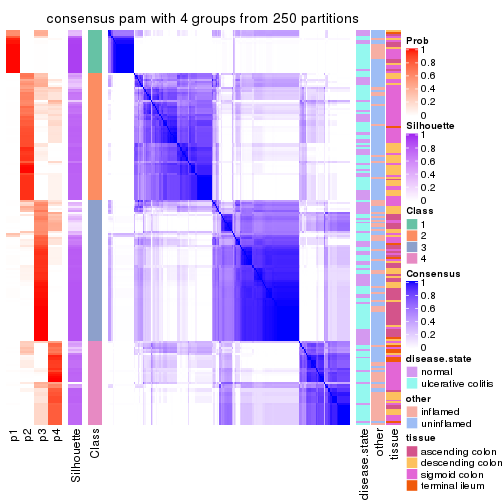 consensus pam with 4 groups from 250 partitions
Prob
1
0.8
0.6
0.4
0.2
0
Silhouette
1
0.8
0.6
0.4
0.2
0
Class
1
2
3
4
Consensus
1
0.8
0.6
0.4
0.2
0
disease.state
normal
ulcerative colitis
other
inflamed
uninflamed
tissue
ascending colon
descending colon
sigmoid colon
terminal ileum
p1
p2
p3
p4
Silhouette
Class
disease.state
other
tissue